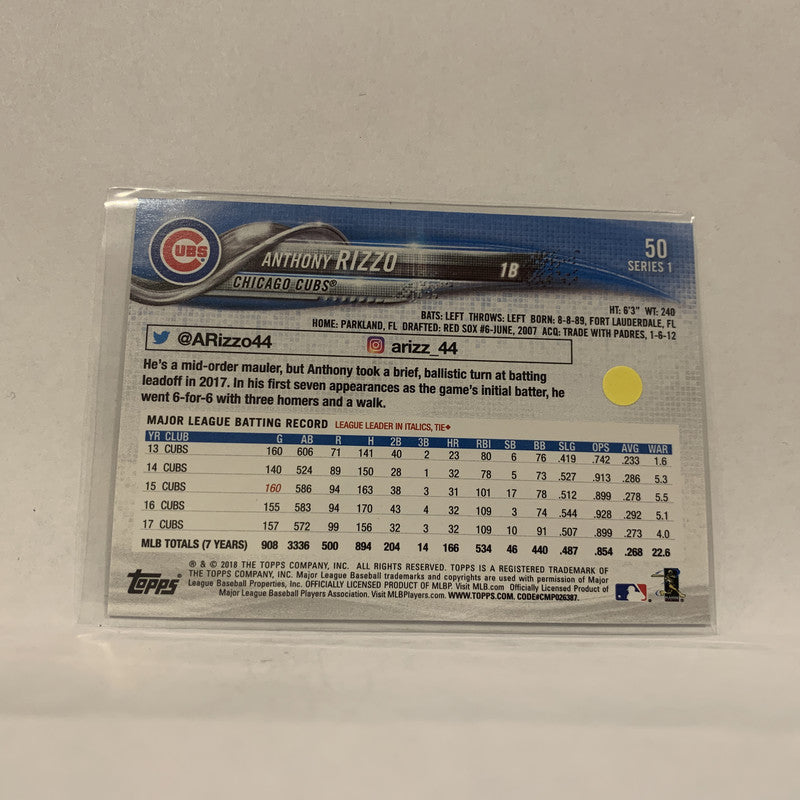 CUBS
ANTHONY RIZZO 1B
CHICAGO CUBS®
50
SERIES 1
HT: 6'3" WT: 240
BATS: LEFT THROWS: LEFT BORN: 8-8-89, FORT LAUDERDALE, FL
HOME: PARKLAND, FL DRAFTED: RED SOX #6-JUNE, 2007 ACQ: TRADE WITH PADRES, 1-6-12
@ARizzo44 arizz_44
He's a mid-order mauler, but Anthony took a brief, ballistic turn at batting
leadoff in 2017. In his first seven appearances as the game's initial batter, he
went 6-for-6 with three homers and a walk.
MAJOR LEAGUE BATTING RECORD LEAGUE LEADER IN ITALICS, TIE♦
YR CLUB G AB R H 2B 3B HR RBI SB BB SLG OPS AVG WAR
13 CUBS 160 606 71 141 40 2 23 80 6 76 .419 .742 .233 1.6
14 CUBS 140 524 89 150 28 1 32 78 5 73 .527 .913 .286 5.3
15 CUBS 160 586 94 163 38 3 31 101 17 78 .512 .899 .278 5.5
16 CUBS 155 583 94 170 43 4 32 109 3 74 .544 .928 .292 5.1
17 CUBS 157 572 99 156 32 3 32 109 10 91 .507 .899 .273 4.0
MLB TOTALS (7 YEARS) 908 3336 500 894 204 14 166 534 46 440 .487 .854 .268 22.6
® & © 2018 THE TOPPS COMPANY, INC. ALL RIGHTS RESERVED. TOPPS IS A REGISTERED TRADEMARK OF
THE TOPPS COMPANY, INC. Major League Baseball trademarks and copyrights are used with permission of Major
League Baseball Properties, Inc. OFFICIALLY LICENSED PRODUCT OF MLBP. Visit MLB.com. Officially Licensed Product of
Major League Baseball Players Association. Visit MLBPlayers.com. WWW.TOPPS.COM. CODE#CMP026387.
Topps